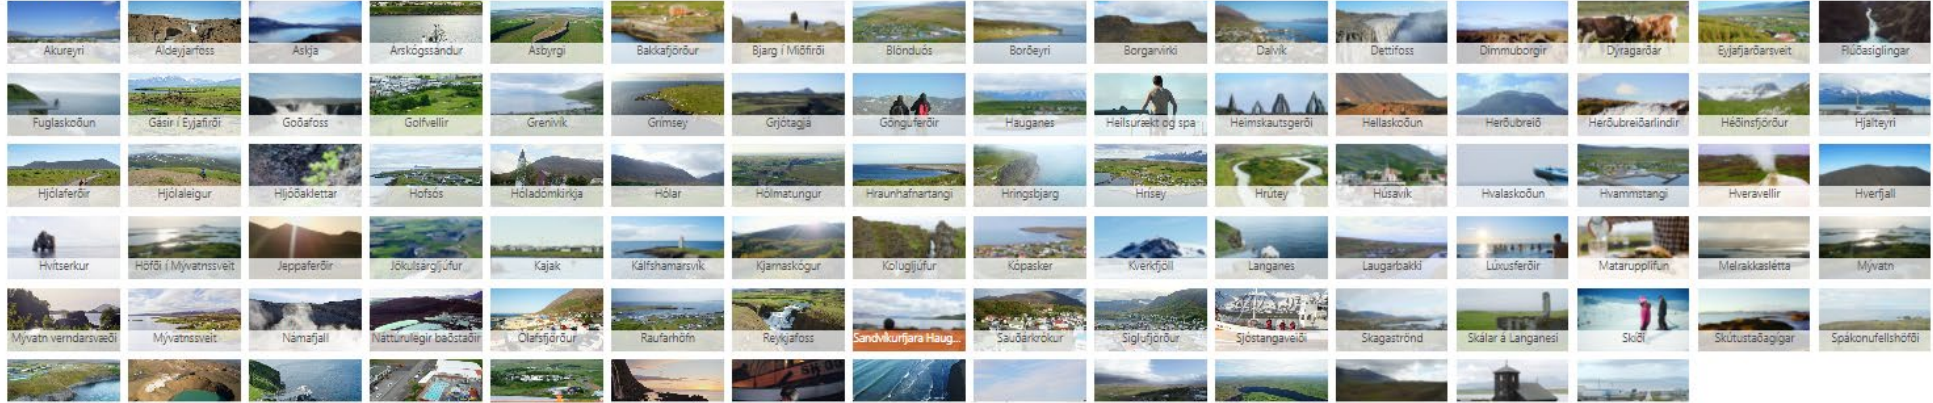 Akureyri
Aldeyjarfoss
Askja
Árskógssandur
Ásbyrgi
Bakkafjörður
Bjarg í Miðfirði
Blönduós
Borðeyri
Borgarvirki
Dalvík
Dettifoss
Dimmuborgir
Dýragarðar
Eyjafjarðarsveit
Flúðasiglingar
Fuglaskoðun
Gásir í Eyjafirði
Goðafoss
Golfvellir
Grenivík
Grímsey
Grjótagjá
Gönguferðir
Hauganes
Heilsurækt og spa
Heimskautsgerði
Hellaskoðun
Herðubreið
Herðubreiðarlindir
Héðinsfjörður
Hjalteyri
Hjólaferðir
Hjólaleigur
Hljóðaklettar
Hofsós
Hóladómkirkja
Hólar
Hólmatungur
Hraunhafnartangi
Hringsbjarg
Hrísey
Hrútey
Húsavík
Hvalaskoðun
Hvammstangi
Hveravellir
Hverfjall
Hvítserkur
Höfði í Mývatnssveit
Jeppaferðir
Jökulsárgljúfur
Kajak
Kálfshamarsvík
Kjarnaskógur
Kolugljúfur
Kópasker
Kverkfjöll
Langanes
Laugarbakki
Lúxusferðir
Matarupplifun
Melrakkaslétta
Mývatn
Mývatn verndarsvæði
Mývatnssveit
Námafjall
Náttúrulegir baðstaðir
Ólafsfjörður
Raufarhöfn
Reykjafoss
Sandvíkurfjara Haug...
Sauðárkrókur
Siglufjörður
Sjóstangaveiði
Skagaströnd
Skálar á Langanesi
Skíði
Skútustaðagígar
Spákonufellshöfði